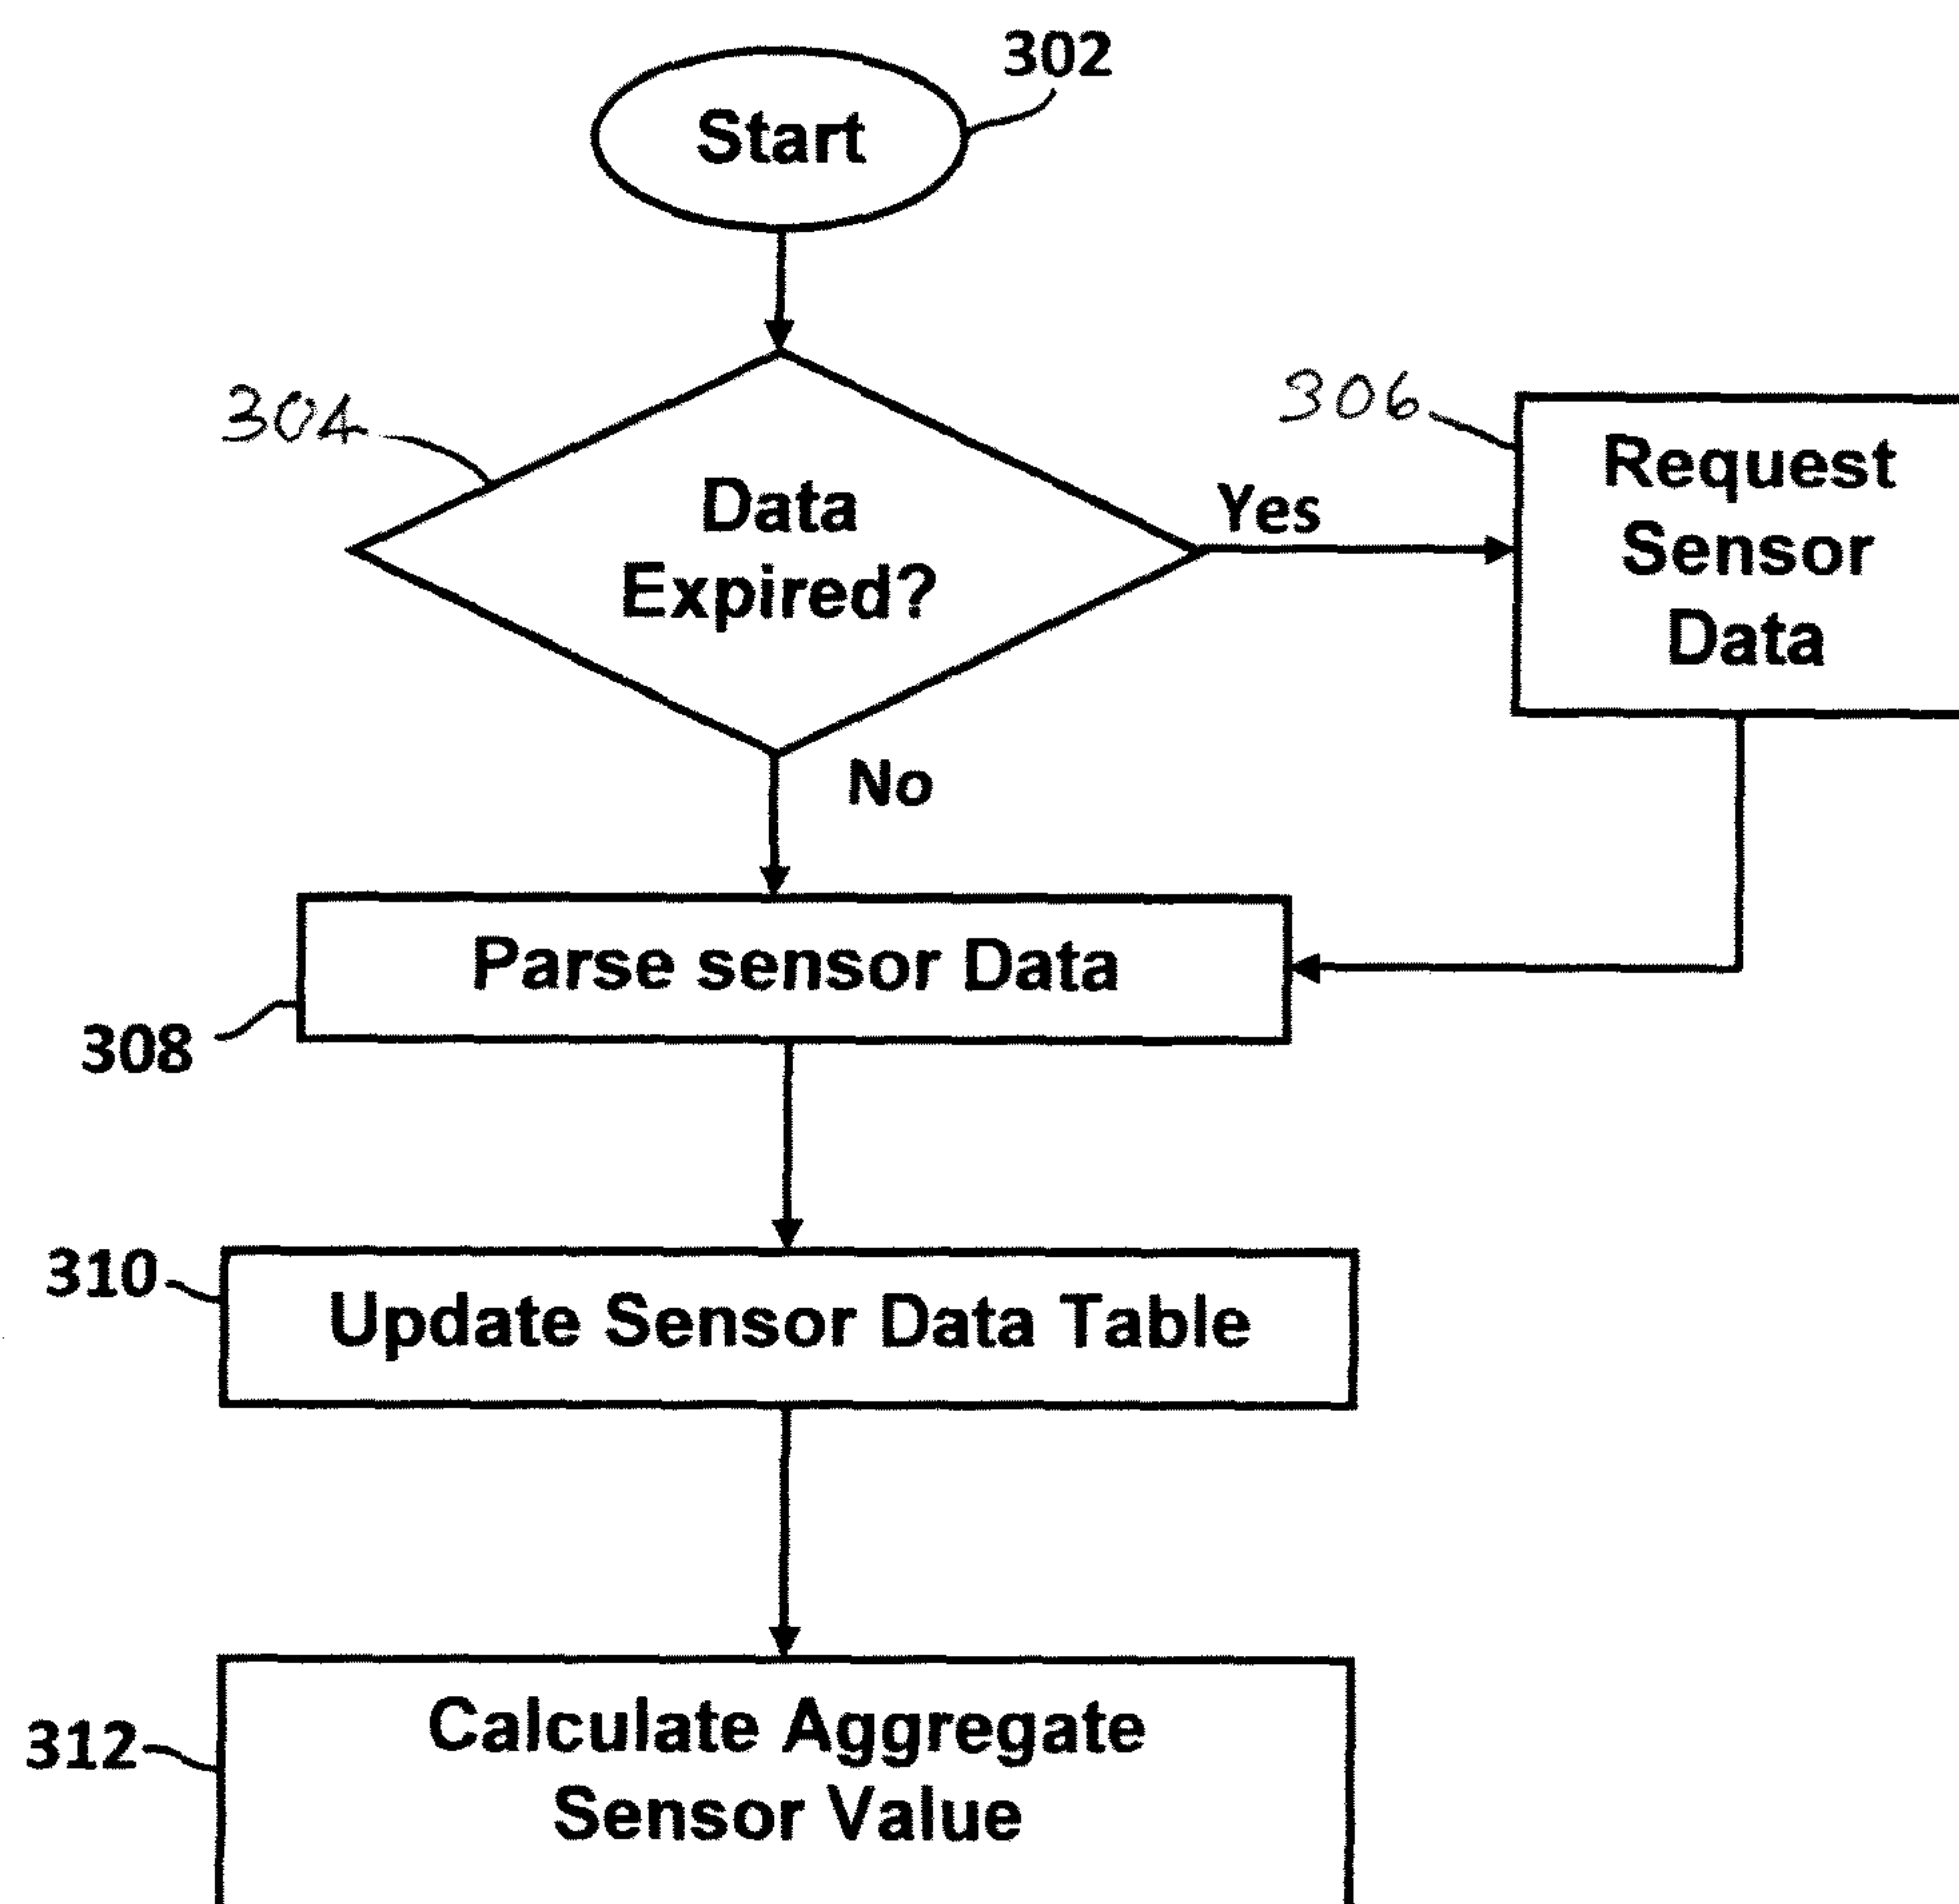 302
Start
304
Data
Expired?
Yes
306
Request
Sensor
Data
No
Parse sensor Data
308
310
Update Sensor Data Table
312
Calculate Aggregate
Sensor Value